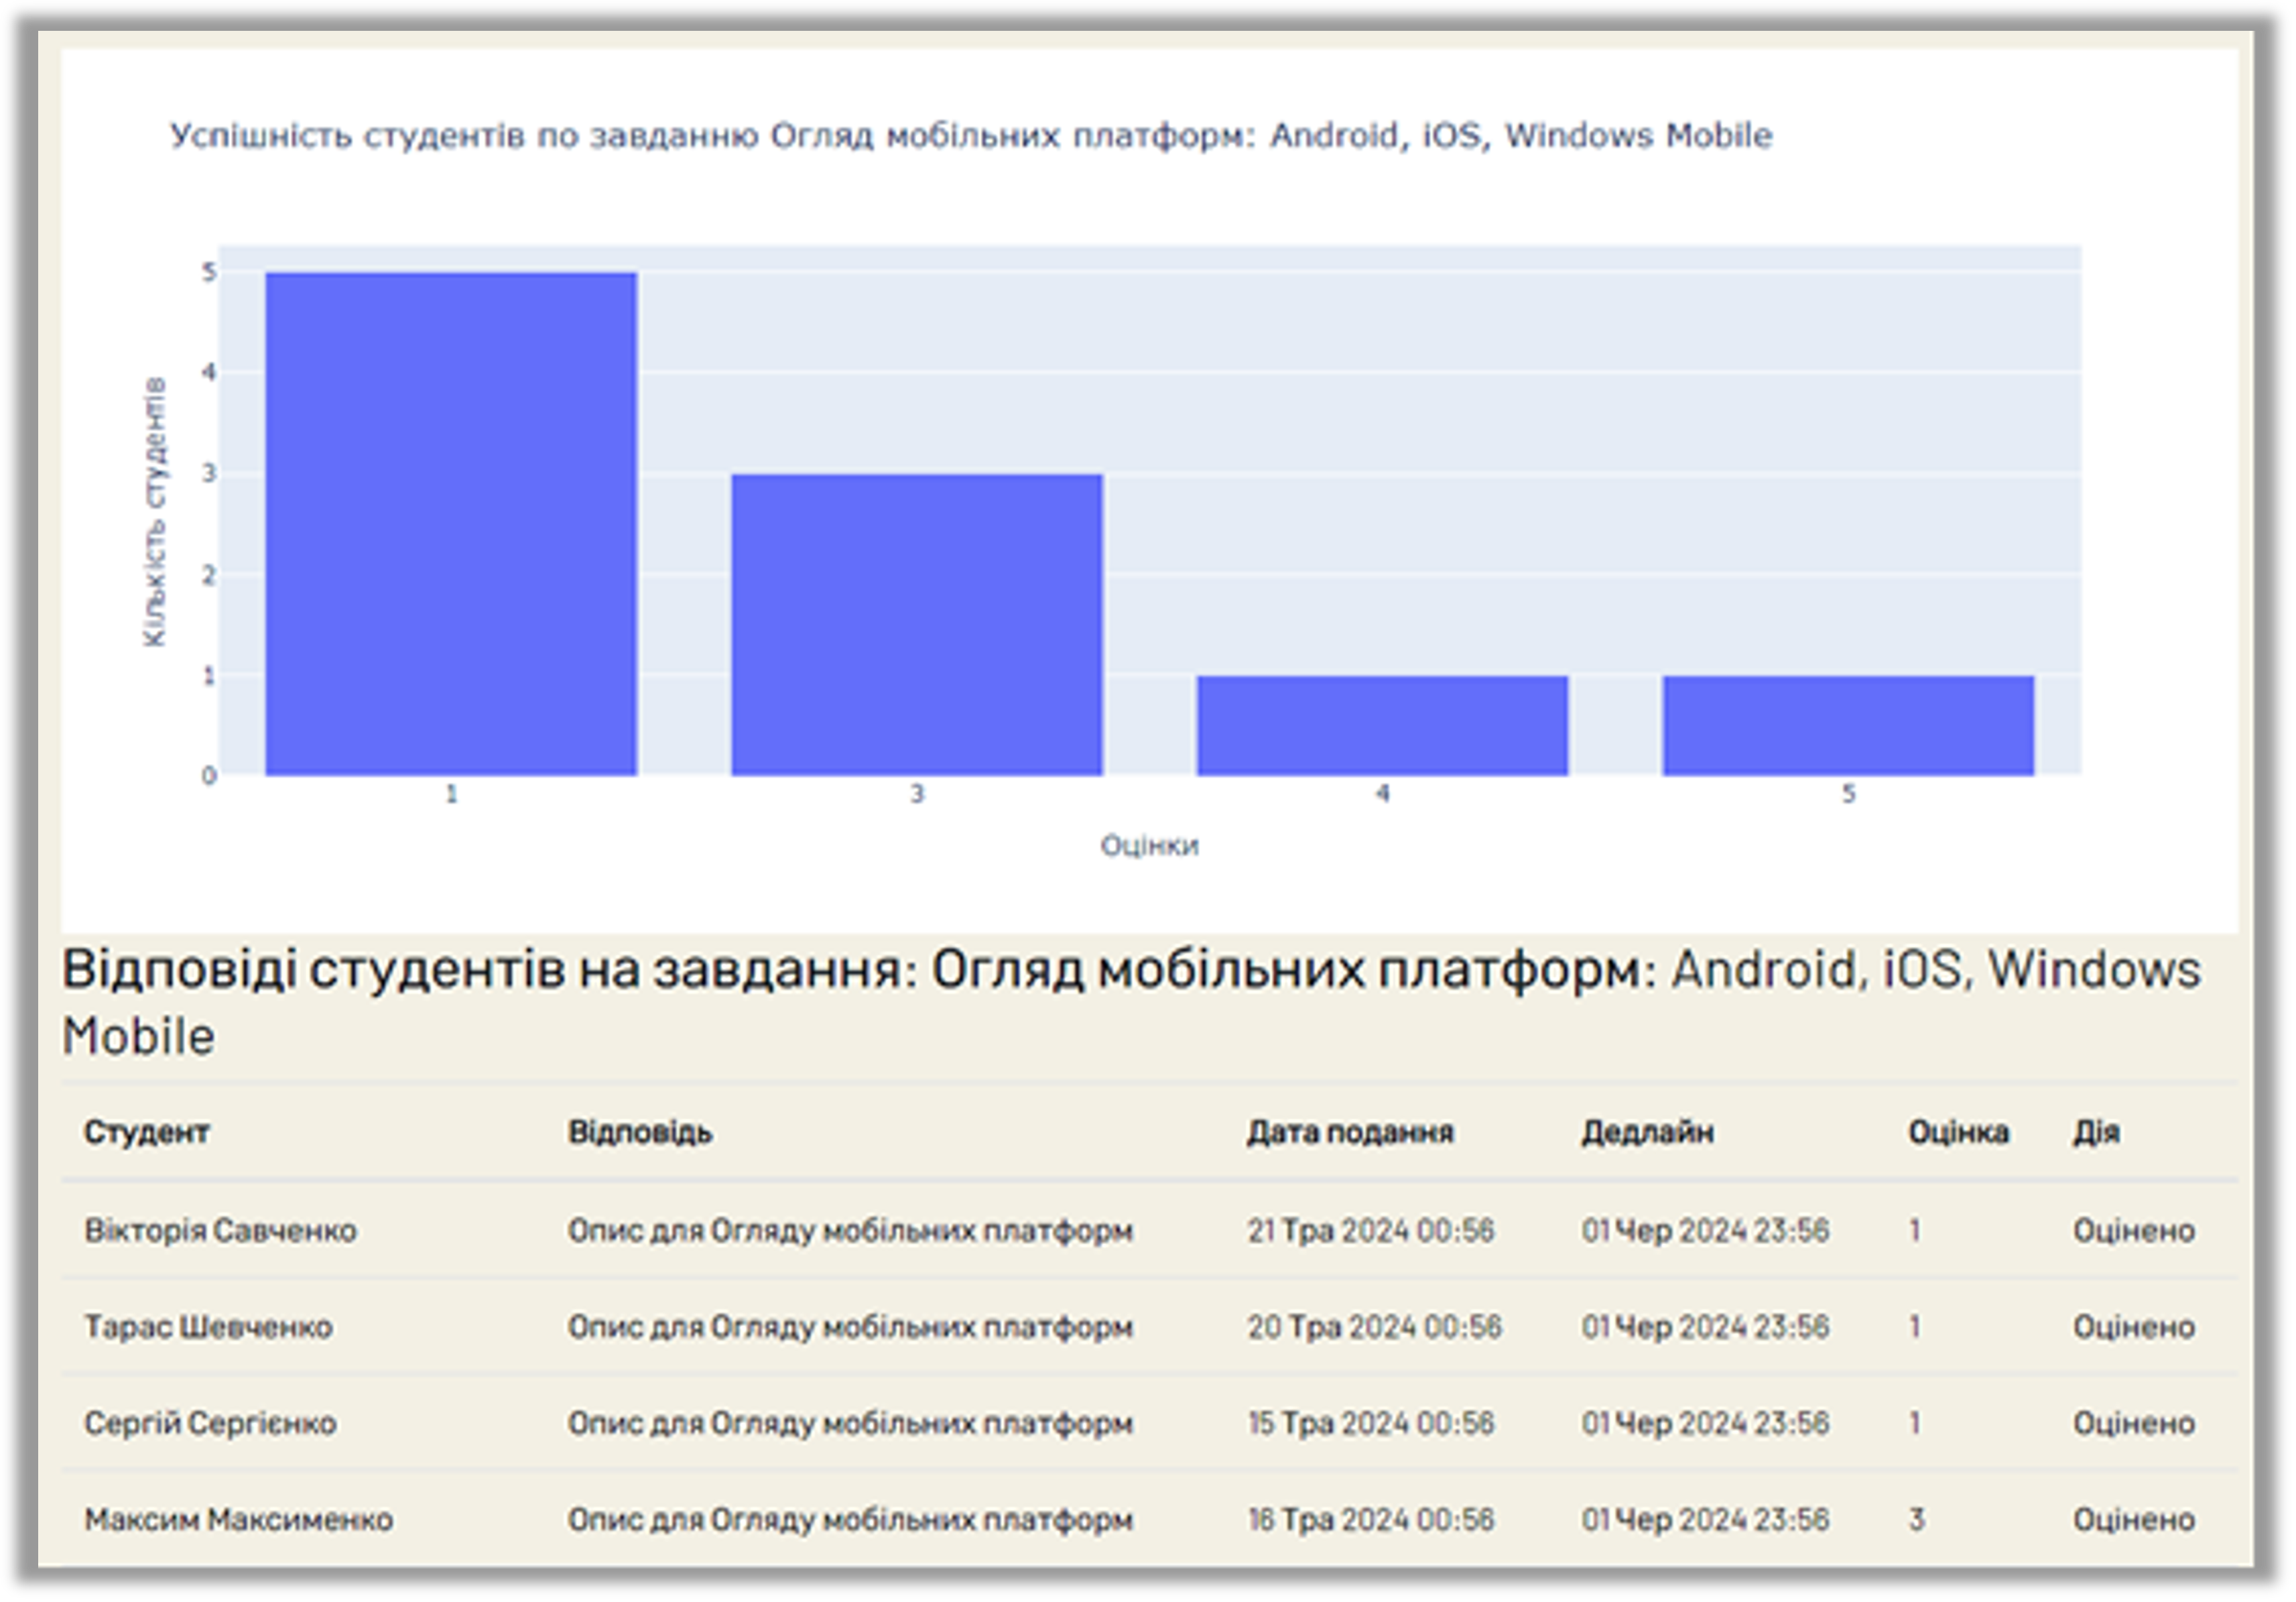 Успішність студентів по завданню Огляд мобільних платформ: Android, iOS, Windows Mobile
5
4
3
2
1
0
Кількість студентів
1 3 4 5
Оцінки
Відповіді студентів на завдання: Огляд мобільних платформ: Android, iOS, Windows
Mobile
Студент Відповідь Дата подання Дедлайн Оцінка Дія
Вікторія Савченко Опис для Огляду мобільних платформ 21 Тра 2024 00:56 01 Чер 2024 23:56 1 Оцінено
Тарас Шевченко Опис для Огляду мобільних платформ 20 Тра 2024 00:56 01 Чер 2024 23:56 1 Оцінено
Сергій Сергієнко Опис для Огляду мобільних платформ 15 Тра 2024 00:56 01 Чер 2024 23:56 1 Оцінено
Максим Максименко Опис для Огляду мобільних платформ 16 Тра 2024 00:56 01 Чер 2024 23:56 3 Оцінено